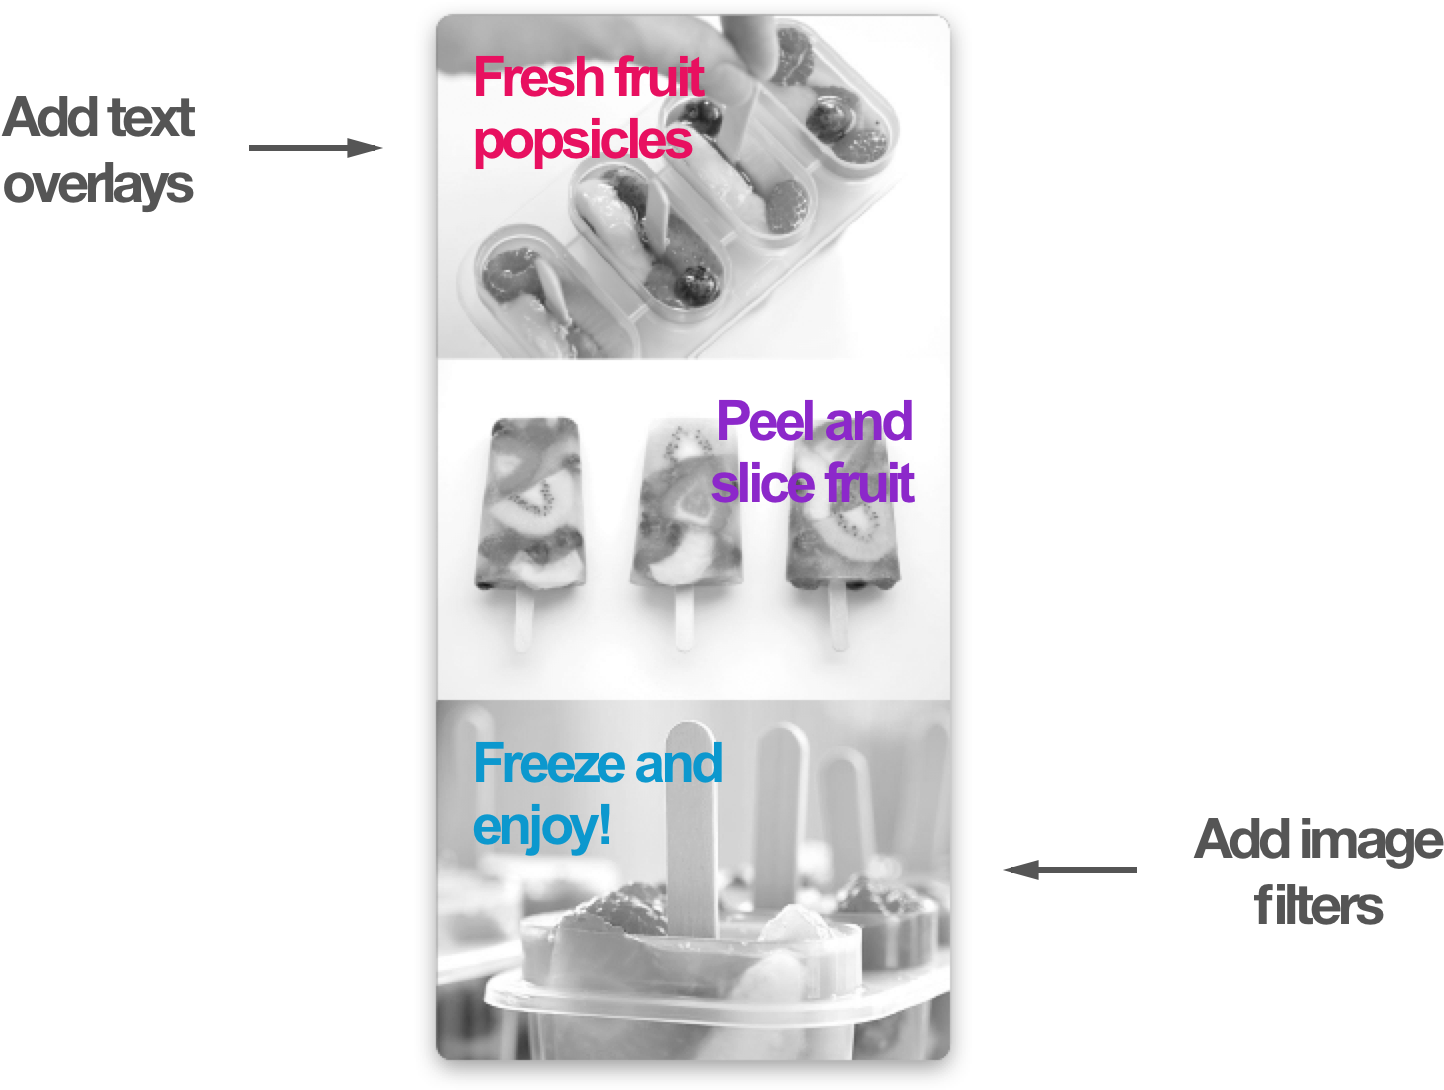 Add text
overlays
Fresh fruit
popsicles
Peel and
slice fruit
Freeze and
enjoy!
Add image
filters